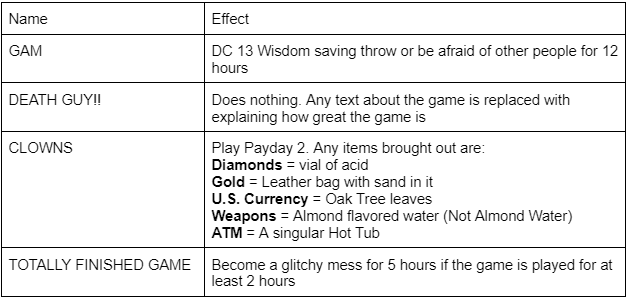 Name
Effect
GAM
DC 13 Wisdom saving throw or be afraid of other people for 12
hours
DEATH GUY!!
Does nothing. Any text about the game is replaced with
explaining how great the game is
CLOWNS
Play Payday 2. Any items brought out are:
Diamonds = vial of acid
Gold = Leather bag with sand in it
U.S. Currency = Oak Tree leaves
Weapons = Almond flavored water (Not Almond Water)
ATM = A singular Hot Tub
TOTALLY FINISHED GAME
Become a glitchy mess for 5 hours if the game is played for at
least 2 hours